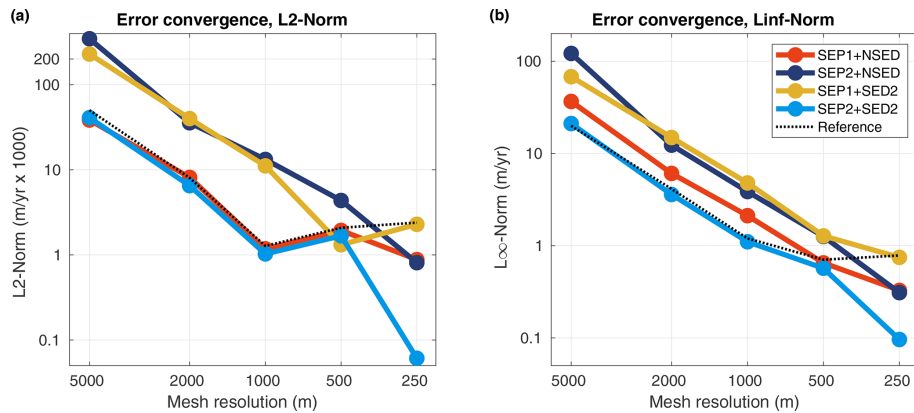 (a)
Error convergence, L2-Norm
200
100
10
1
0.1
L2-Norm (m/yr x 1000)
5000
2000
1000
500
250
Mesh resolution (m)
(b)
Error convergence, Linf-Norm
100
10
1
0.1
L∞-Norm (m/yr)
SEP1+NSED
SEP2+NSED
SEP1+SED2
SEP2+SED2
Reference
5000
2000
1000
500
250
Mesh resolution (m)